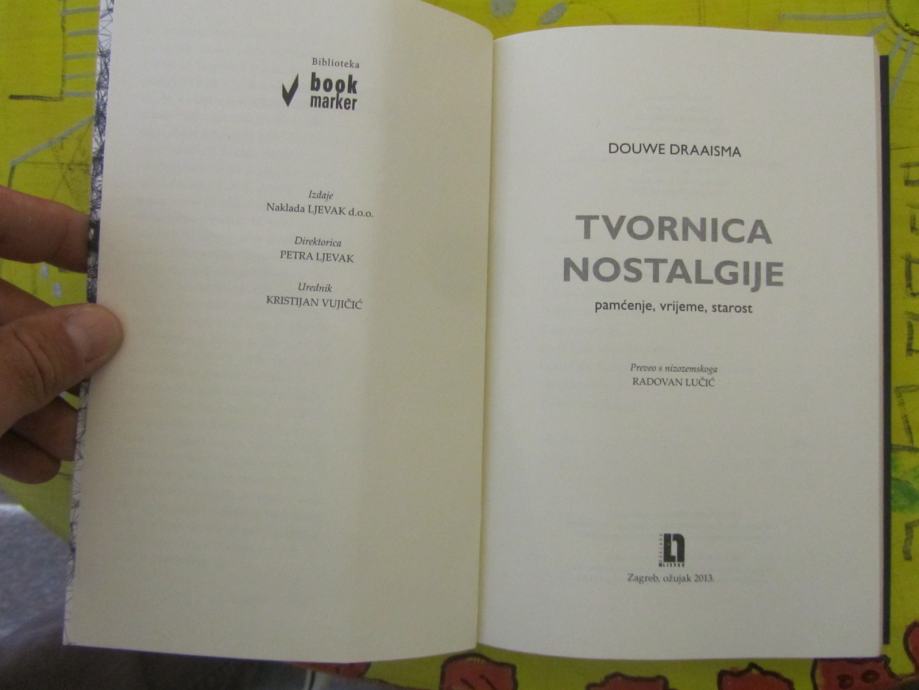 Biblioteka
book
marker
Izdaje
Naklada LJEVAK d.o.o.
Direktorica
PETRA LJEVAK
Urednik
KRISTIJAN VUJIČIĆ
DOUWE DRAAISMA
TVORNICA
NOSTALGIJE
pamćenje, vrijeme, starost
Preveo s nizozemskoga
RADOVAN LUČIĆ
LJEVAK
Zagreb, ožujak 2013.